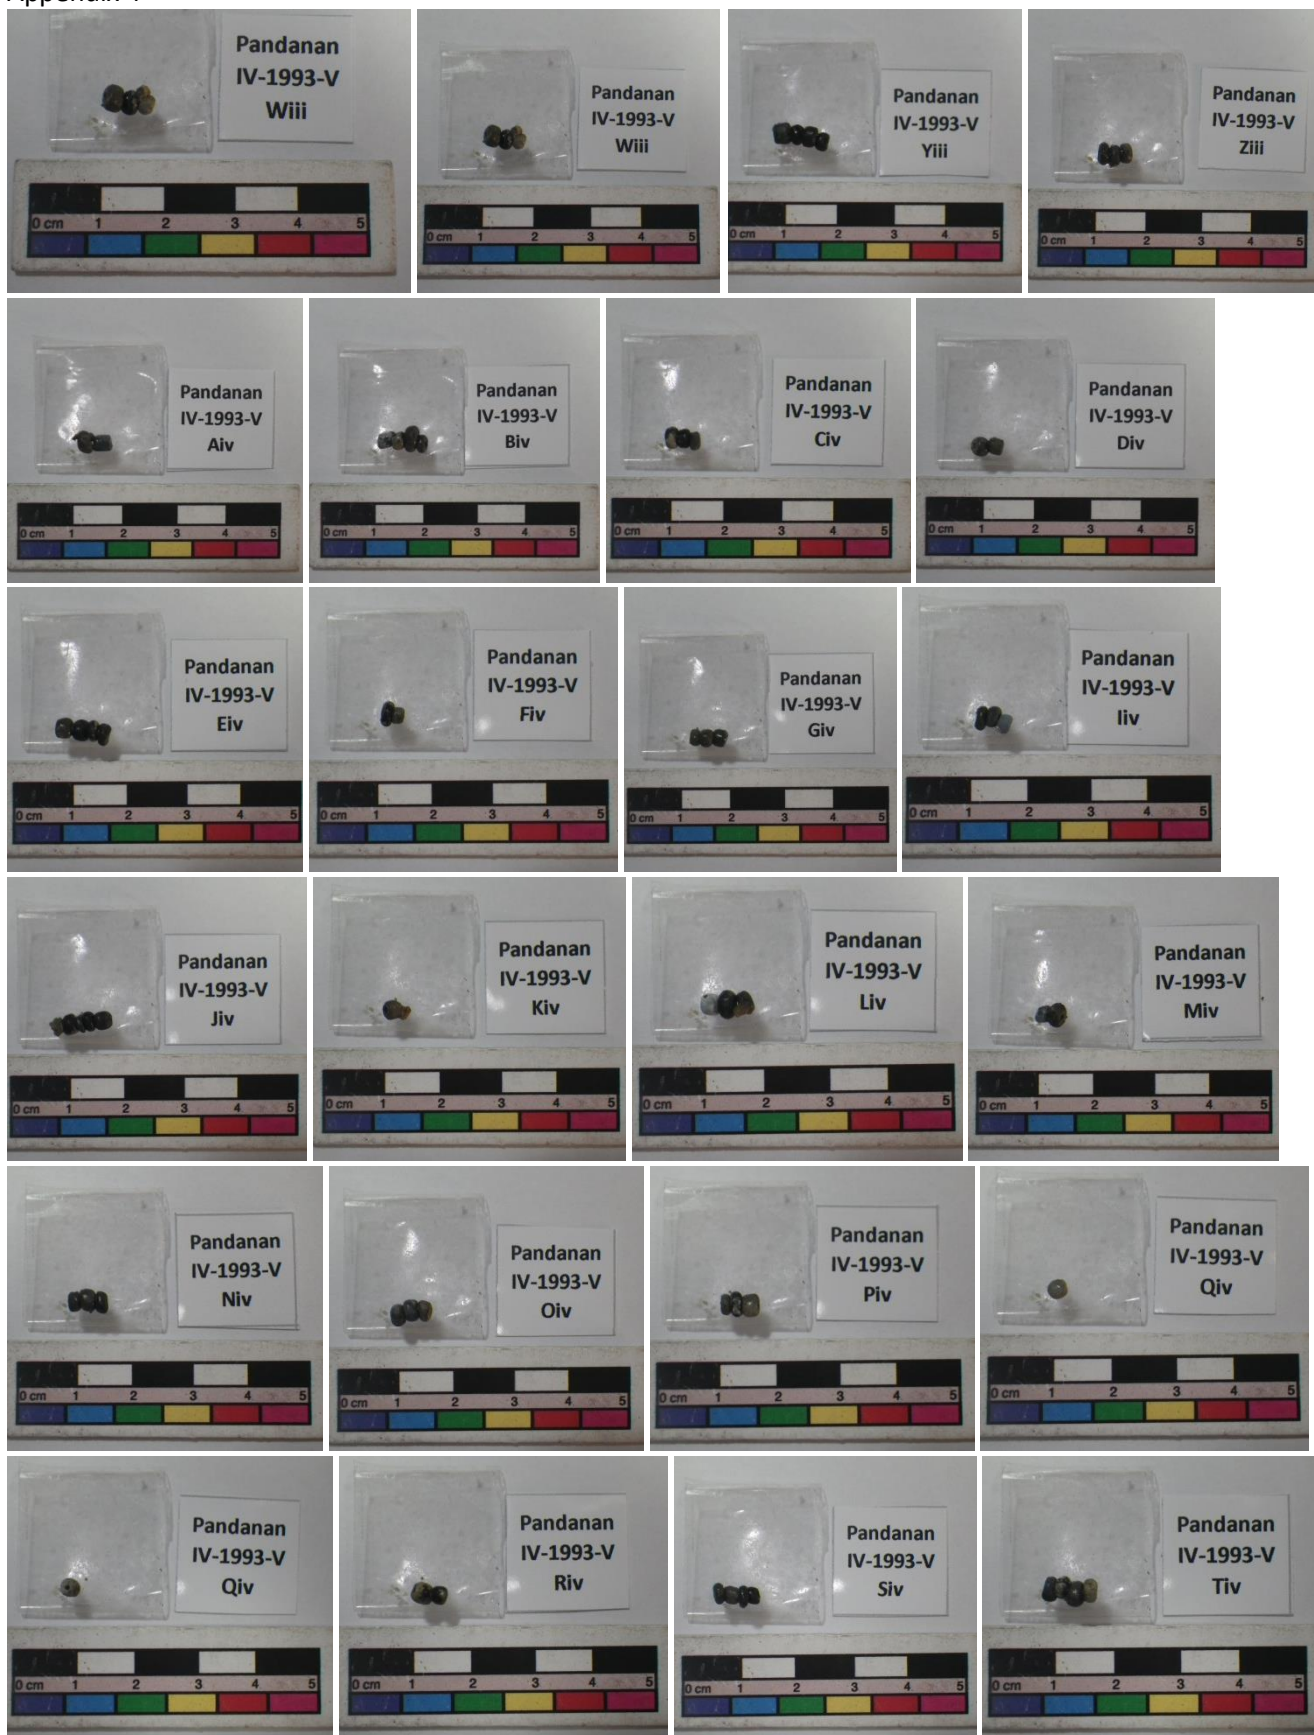 Pandanan
IV-1993-V
Wiii
0 cm 1 2 3 4 5
Pandanan
IV-1993-V
Wiii
0 cm 1 2 3 4 5
Pandanan
IV-1993-V
Yiii
0 cm 1 2 3 4 5
Pandanan
IV-1993-V
Ziii
0 cm 1 2 3 4 5
Pandanan
IV-1993-V
Aiv
0 cm 1 2 3 4 5
Pandanan
IV-1993-V
Biv
0 cm 1 2 3 4 5
Pandanan
IV-1993-V
Civ
0 cm 1 2 3 4 5
Pandanan
IV-1993-V
Div
0 cm 1 2 3 4 5
Pandanan
IV-1993-V
Eiv
0 cm 1 2 3 4 5
Pandanan
IV-1993-V
Fiv
0 cm 1 2 3 4 5
Pandanan
IV-1993-V
Giv
0 cm 1 2 3 4 5
Pandanan
IV-1993-V
Iiv
0 cm 1 2 3 4 5
Pandanan
IV-1993-V
Jiv
0 cm 1 2 3 4 5
Pandanan
IV-1993-V
Kiv
0 cm 1 2 3 4 5
Pandanan
IV-1993-V
Liv
0 cm 1 2 3 4 5
Pandanan
IV-1993-V
Miv
0 cm 1 2 3 4 5
Pandanan
IV-1993-V
Niv
0 cm 1 2 3 4 5
Pandanan
IV-1993-V
Oiv
0 cm 1 2 3 4 5
Pandanan
IV-1993-V
Piv
0 cm 1 2 3 4 5
Pandanan
IV-1993-V
Qiv
0 cm 1 2 3 4 5
Pandanan
IV-1993-V
Qiv
0 cm 1 2 3 4 5
Pandanan
IV-1993-V
Riv
0 cm 1 2 3 4 5
Pandanan
IV-1993-V
Siv
0 cm 1 2 3 4 5
Pandanan
IV-1993-V
Tiv
0 cm 1 2 3 4 5